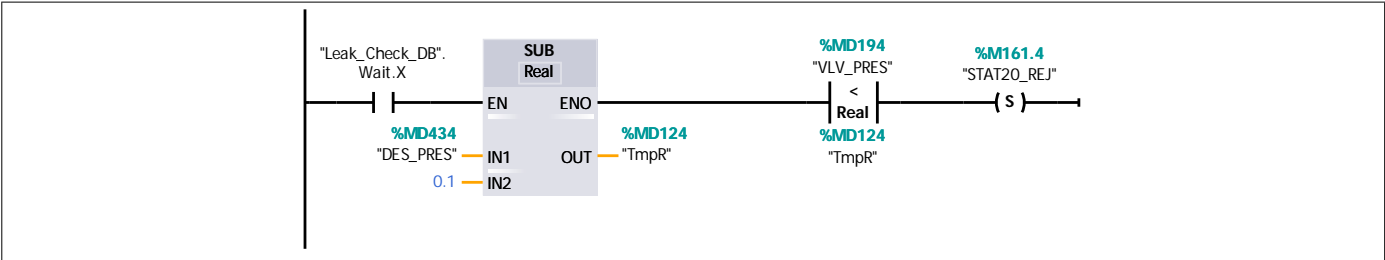 "Leak_Check_DB".
Wait.X
SUB
Real
EN
ENO
%MD434
"DES_PRES"
IN1
0.1
IN2
OUT
%MD124
"TmpR"
%MD194
"VLV_PRES"
<
Real
%MD124
"TmpR"
%M161.4
"STAT20_REJ"
S